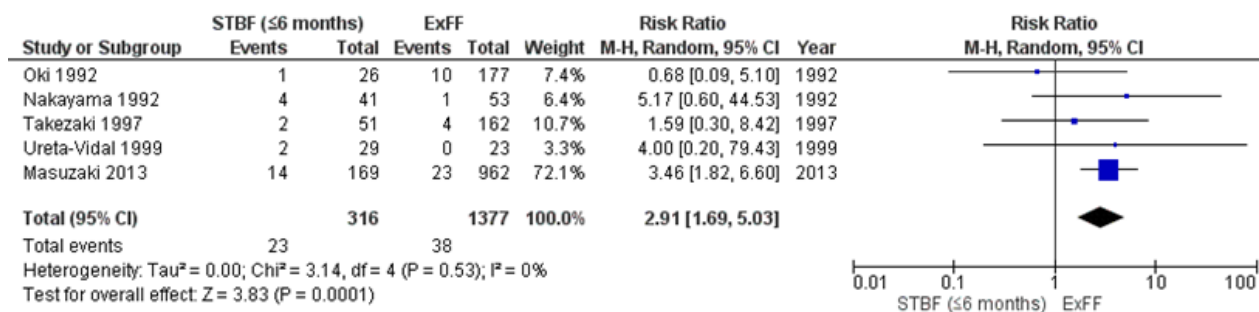 STBF (≤6 months) ExFF Risk Ratio Risk Ratio
Study or Subgroup Events Total Events Total Weight M-H, Random, 95% CI Year M-H, Random, 95% CI
Oki 1992 1 26 10 177 7.4% 0.68 [0.09, 5.10] 1992
Nakayama 1992 4 41 1 53 6.4% 5.17 [0.60, 44.53] 1992
Takezaki 1997 2 51 4 162 10.7% 1.59 [0.30, 8.42] 1997
Ureta-Vidal 1999 2 29 0 23 3.3% 4.00 [0.20, 79.43] 1999
Masuzaki 2013 14 169 23 962 72.1% 3.46 [1.82, 6.60] 2013
Total (95% CI) 316 1377 100.0% 2.91 [1.69, 5.03]
Total events 23 38
Heterogeneity: Tau² = 0.00; Chi² = 3.14, df = 4 (P = 0.53); I² = 0%
Test for overall effect: Z = 3.83 (P = 0.0001)
0.01 0.1 1 10 100
STBF (≤6 months) ExFF